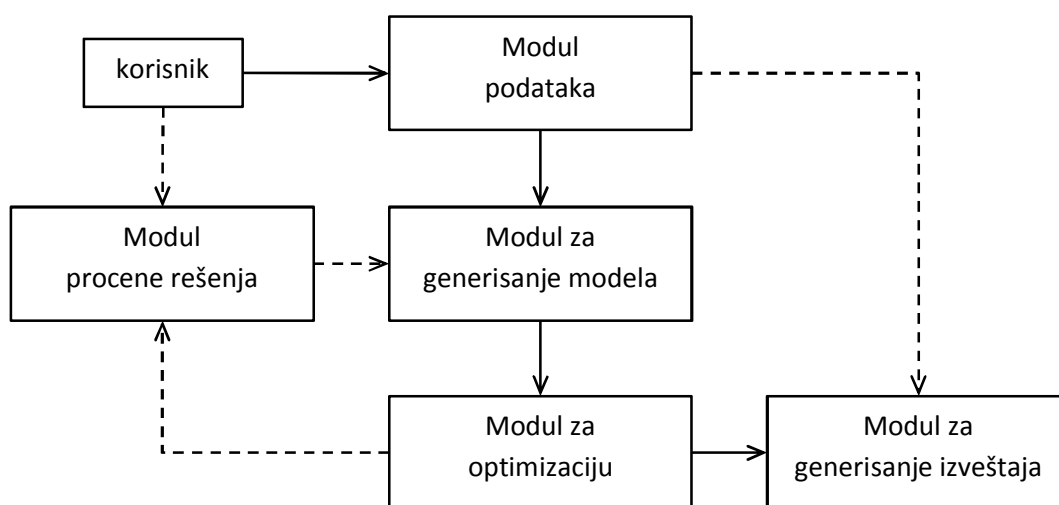 korisnik
Modul
podataka
Modul
procene rešenja
Modul za
generisanje modela
Modul za
optimizaciju
Modul za
generisanje izveštaja